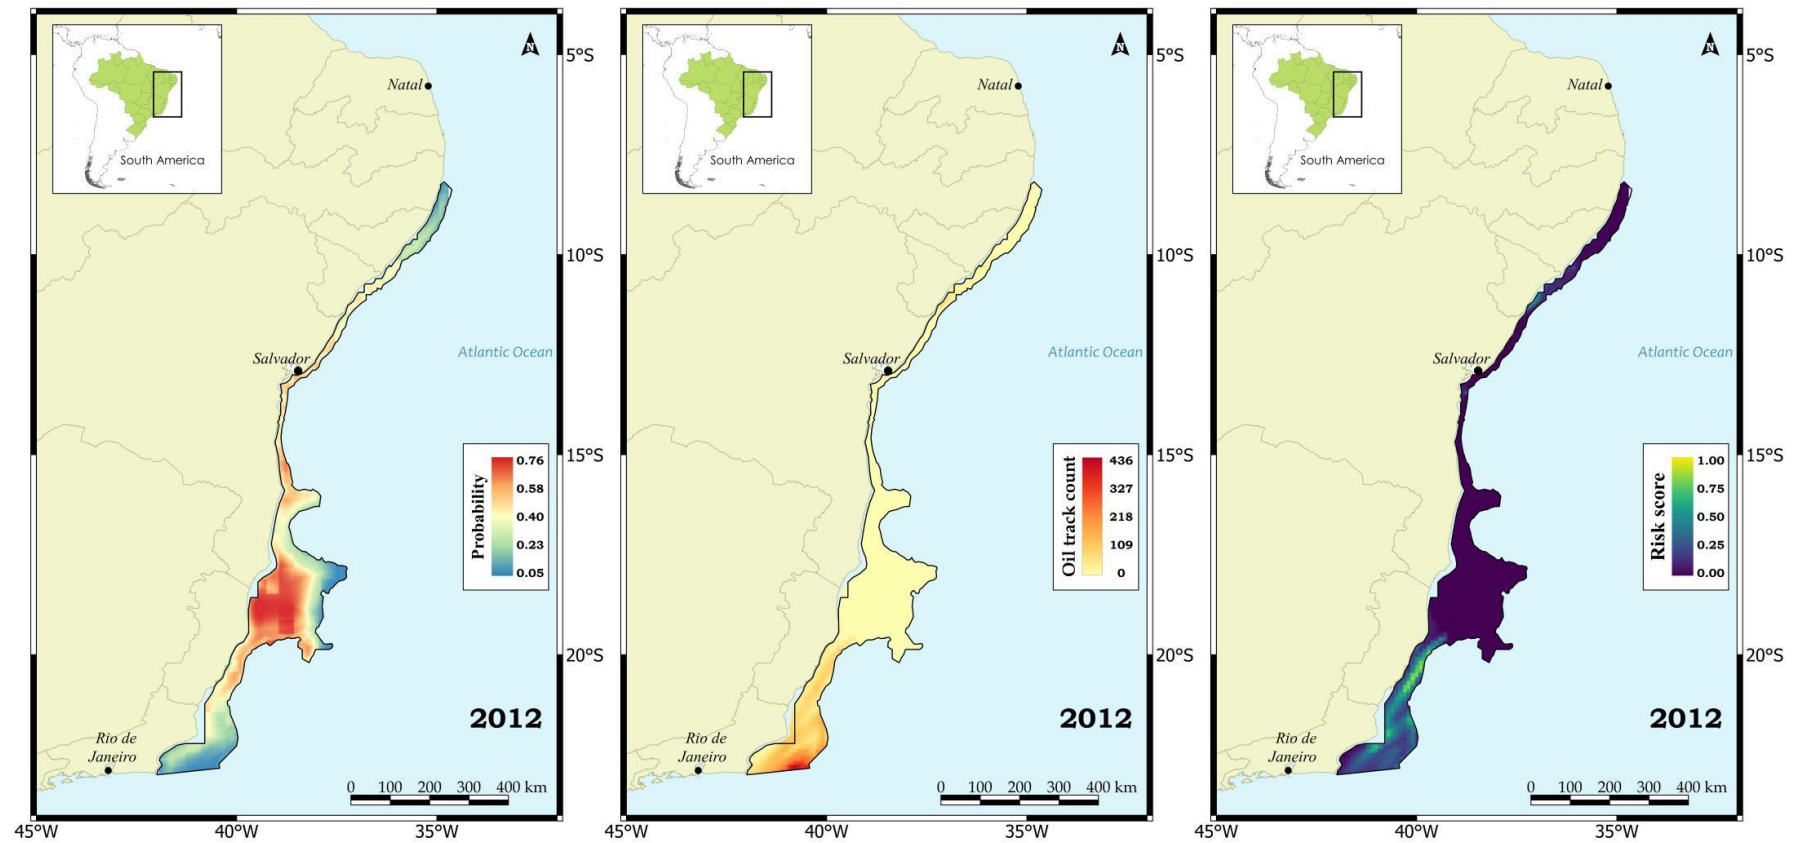 South America
N
Natal
Salvador
Atlantic Ocean
Probability
0.76
0.58
0.40
0.23
0.05
2012
Rio de
Janeiro
0 100 200 300 400 km
5°S
10°S
15°S
20°S
45°W 40°W 35°W
South America
N
Natal
Salvador
Atlantic Ocean
Oil track count
436
327
218
109
0
2012
Rio de
Janeiro
0 100 200 300 400 km
5°S
10°S
15°S
20°S
45°W 40°W 35°W
South America
N
Natal
Salvador
Atlantic Ocean
Risk score
1.00
0.75
0.50
0.25
0.00
2012
Rio de
Janeiro
0 100 200 300 400 km
5°S
10°S
15°S
20°S
45°W 40°W 35°W